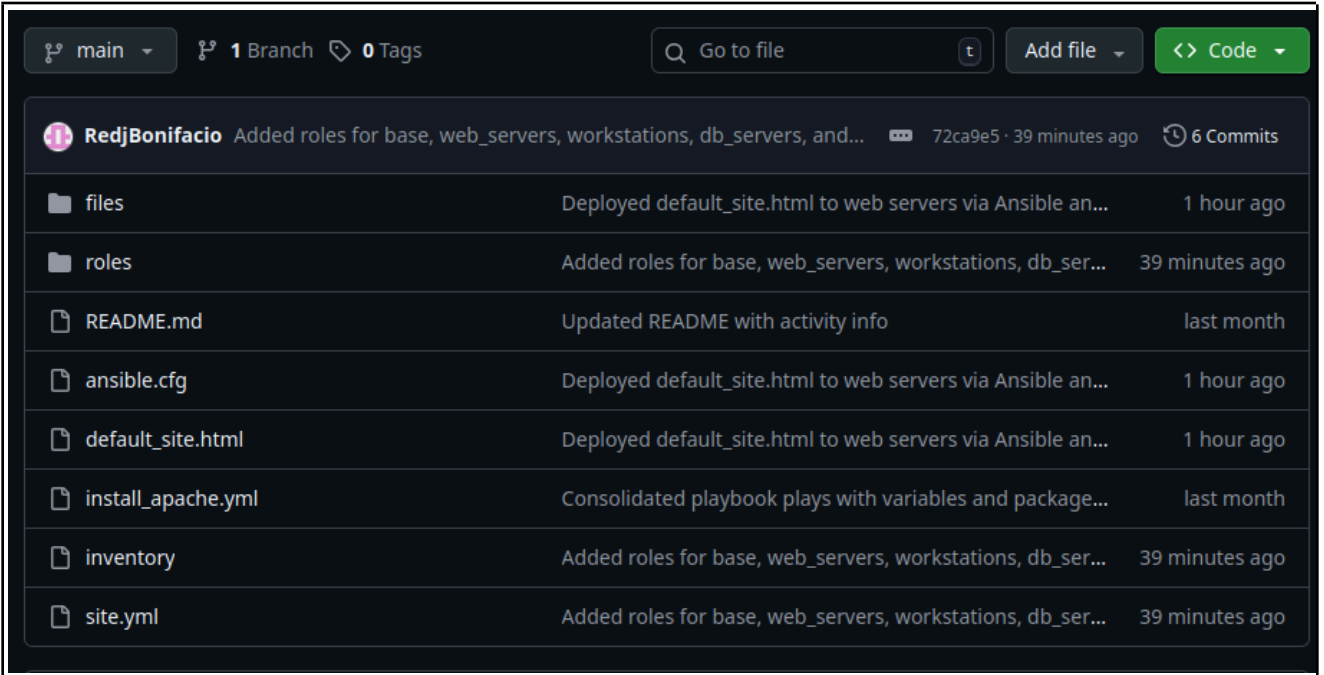 main 1 Branch 0 Tags Go to file t Add file <> Code
RedjBonifacio Added roles for base, web_servers, workstations, db_servers, and... 72ca9e5 · 39 minutes ago 6 Commits
files Deployed default_site.html to web servers via Ansible an... 1 hour ago
roles Added roles for base, web_servers, workstations, db_ser... 39 minutes ago
README.md Updated README with activity info last month
ansible.cfg Deployed default_site.html to web servers via Ansible an... 1 hour ago
default_site.html Deployed default_site.html to web servers via Ansible an... 1 hour ago
install_apache.yml Consolidated playbook plays with variables and package... last month
inventory Added roles for base, web_servers, workstations, db_ser... 39 minutes ago
site.yml Added roles for base, web_servers, workstations, db_ser... 39 minutes ago